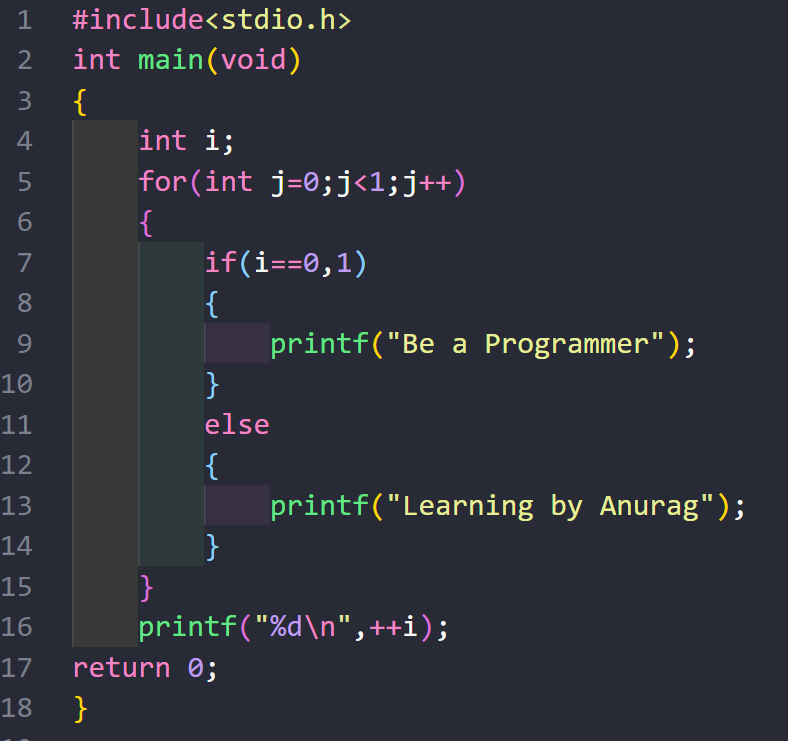 1 #include<stdio.h>
2 int main(void)
3 {
4 int i;
5 for(int j=0;j<1;j++)
6 {
7 if(i==0,1)
8 {
9 printf("Be a Programmer");
10 }
11 else
12 {
13 printf("Learning by Anurag");
14 }
15 }
16 printf("%d\n",++i);
17 return 0;
18 }